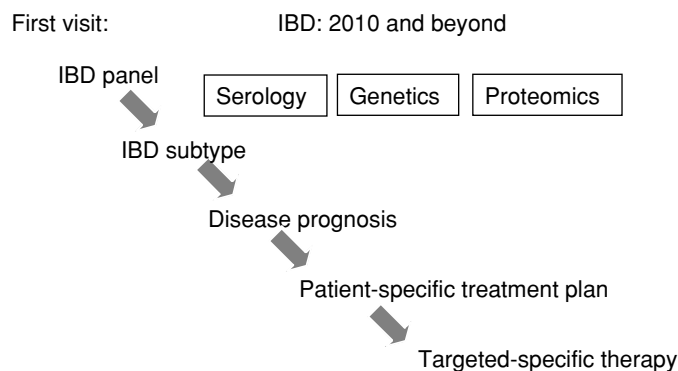 First visit: IBD: 2010 and beyond
IBD panel
Serology Genetics Proteomics
IBD subtype
Disease prognosis
Patient-specific treatment plan
Targeted-specific therapy